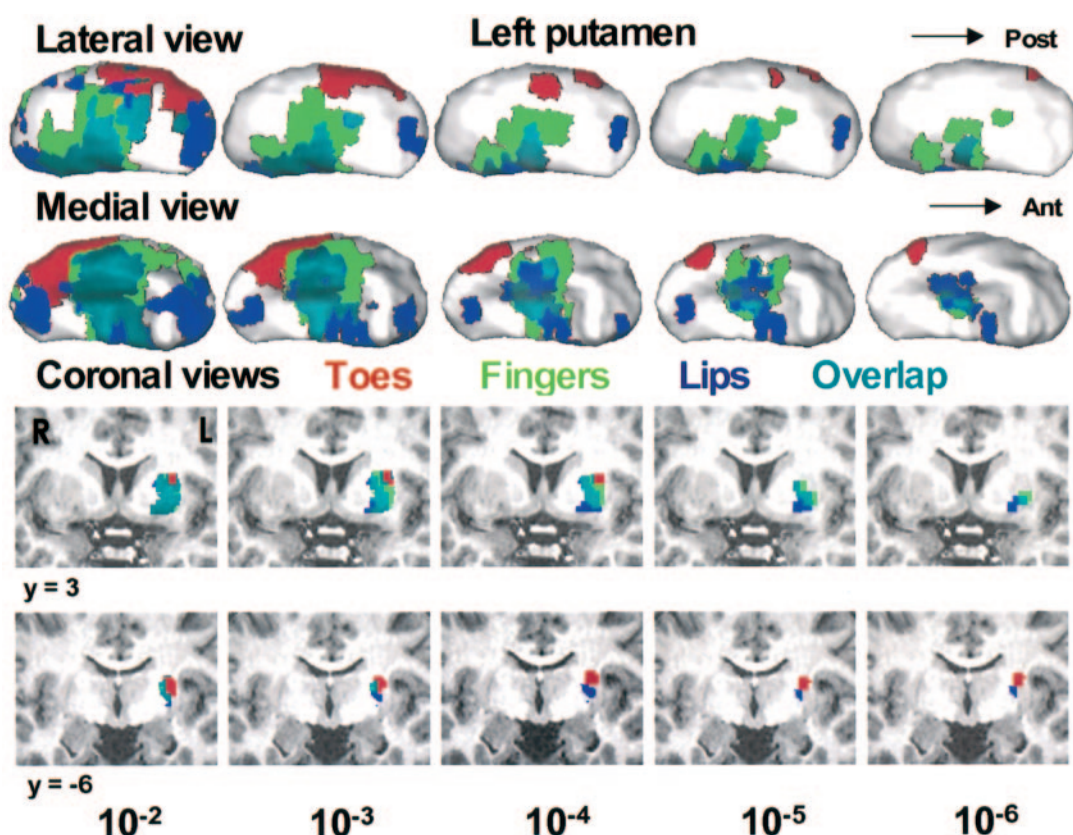 Lateral view Left putamen Post
Medial view Ant
Coronal views Toes Fingers Lips Overlap
R L
y = 3
y = -6
10-2 10-3 10-4 10-5 10-6